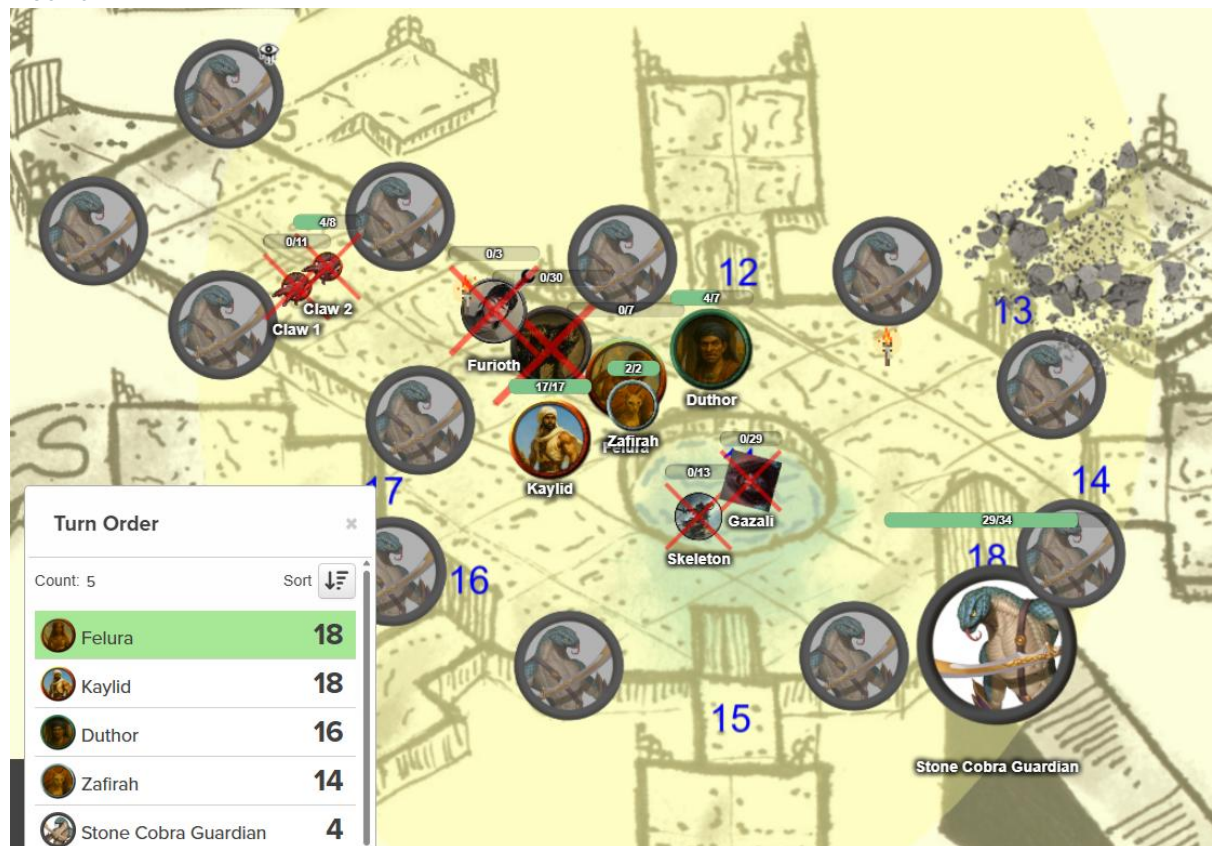 4/8
0/11
0/3
0/30
12
4/7
0/7
13
Claw 2
Claw 1
Furioth
2/2
17/17
Duthor
Zafirah
Felura
0/29
Kaylid
0/13
17
14
Gazali
29/34
Skeleton
18
16
15
Stone Cobra Guardian
Turn Order
×
Count: 5
Sort
Felura 18
Kaylid 18
Duthor 16
Zafirah 14
Stone Cobra Guardian 4